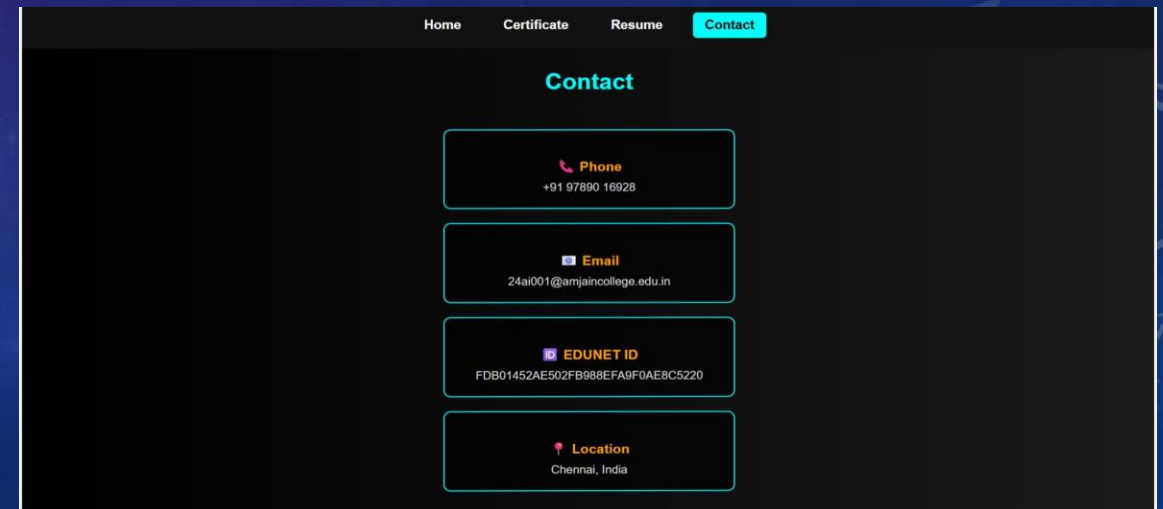 Home Certificate Resume Contact
Contact
📞 Phone
+91 97890 16928
📧 Email
24ai001@amjaincollege.edu.in
🆔 EDUNET ID
FDB01452AE502FB988EFA9F0AE8C5220
📍 Location
Chennai, India